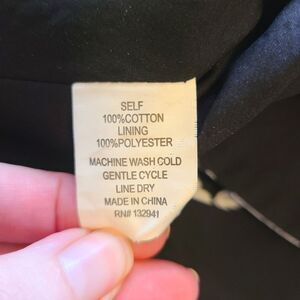 SELF
100%COTTON
LINING
100%POLYESTER
MACHINE WASH COLD
GENTLE CYCLE
LINE DRY
MADE IN CHINA
RN# 132941